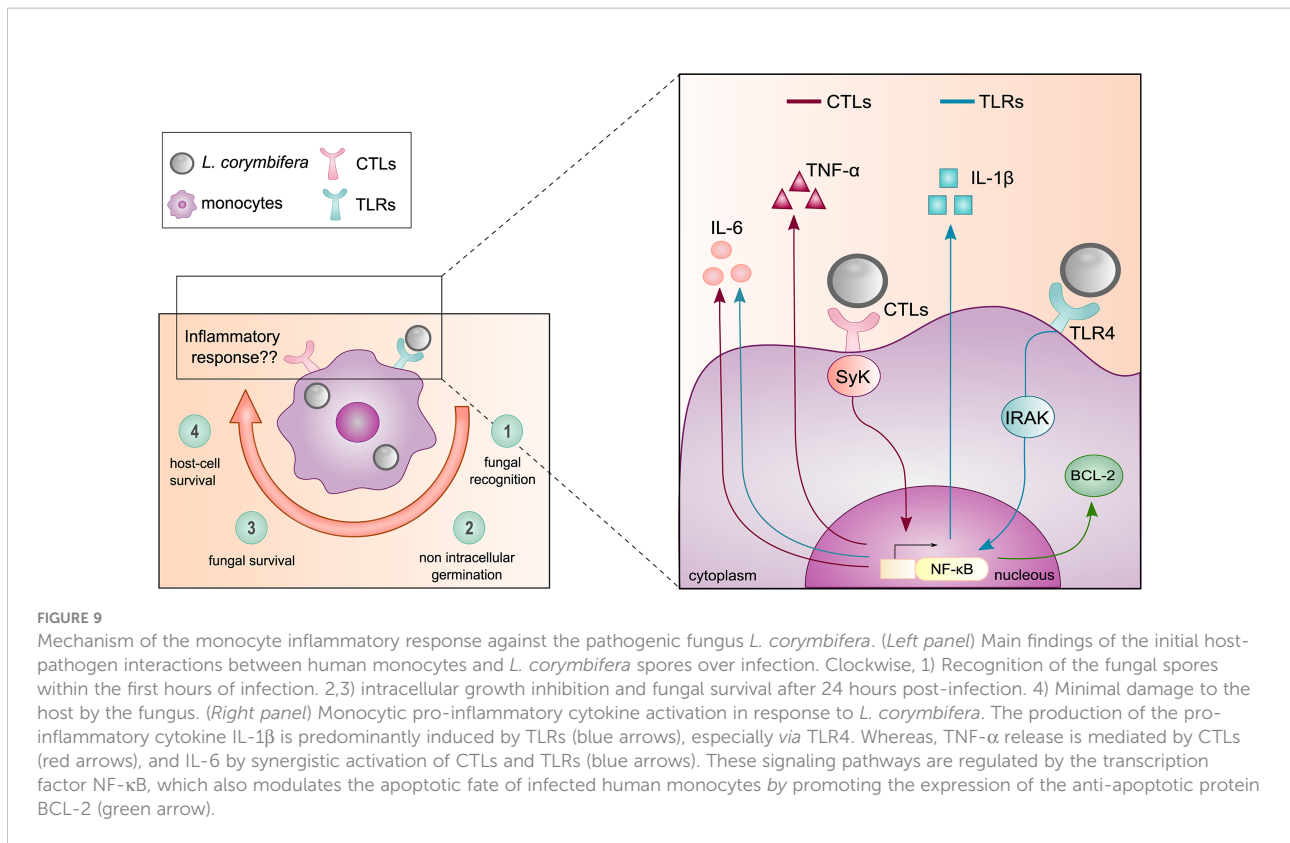 CTLs
TLRs
L. corymbifera
CTLs
monocytes
TLRs
TNF-α
IL-1β
IL-6
CTLs
TLR4
SyK
IRAK
BCL-2
NF-κB
cytoplasm
nucleous
Inflammatory
response??
4
host-cell
survival
1
fungal
recognition
3
fungal survival
2
non intracellular
germination
FIGURE 9
Mechanism of the monocyte inflammatory response against the pathogenic fungus L. corymbifera. (Left panel) Main findings of the initial host-
pathogen interactions between human monocytes and L. corymbifera spores over infection. Clockwise, 1) Recognition of the fungal spores
within the first hours of infection. 2,3) intracellular growth inhibition and fungal survival after 24 hours post-infection. 4) Minimal damage to the
host by the fungus. (Right panel) Monocytic pro-inflammatory cytokine activation in response to L. corymbifera. The production of the pro-
inflammatory cytokine IL-1β is predominantly induced by TLRs (blue arrows), especially via TLR4. Whereas, TNF-α release is mediated by CTLs
(red arrows), and IL-6 by synergistic activation of CTLs and TLRs (blue arrows). These signaling pathways are regulated by the transcription
factor NF-κB, which also modulates the apoptotic fate of infected human monocytes by promoting the expression of the anti-apoptotic protein
BCL-2 (green arrow).